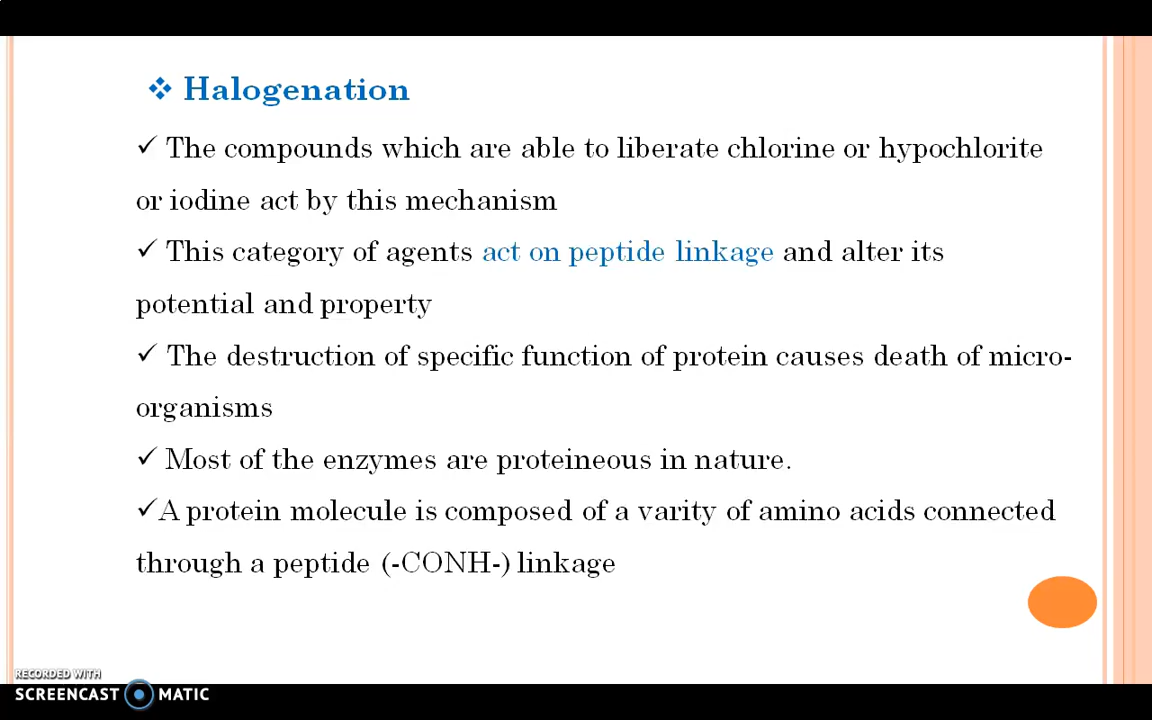 ❖ Halogenation
✓ The compounds which are able to liberate chlorine or hypochlorite
or iodine act by this mechanism
✓ This category of agents act on peptide linkage and alter its
potential and property
✓ The destruction of specific function of protein causes death of micro-
organisms
✓ Most of the enzymes are proteineous in nature.
✓A protein molecule is composed of a varity of amino acids connected
through a peptide (-CONH-) linkage
RECORDED WITH
SCREENCAST MATIC